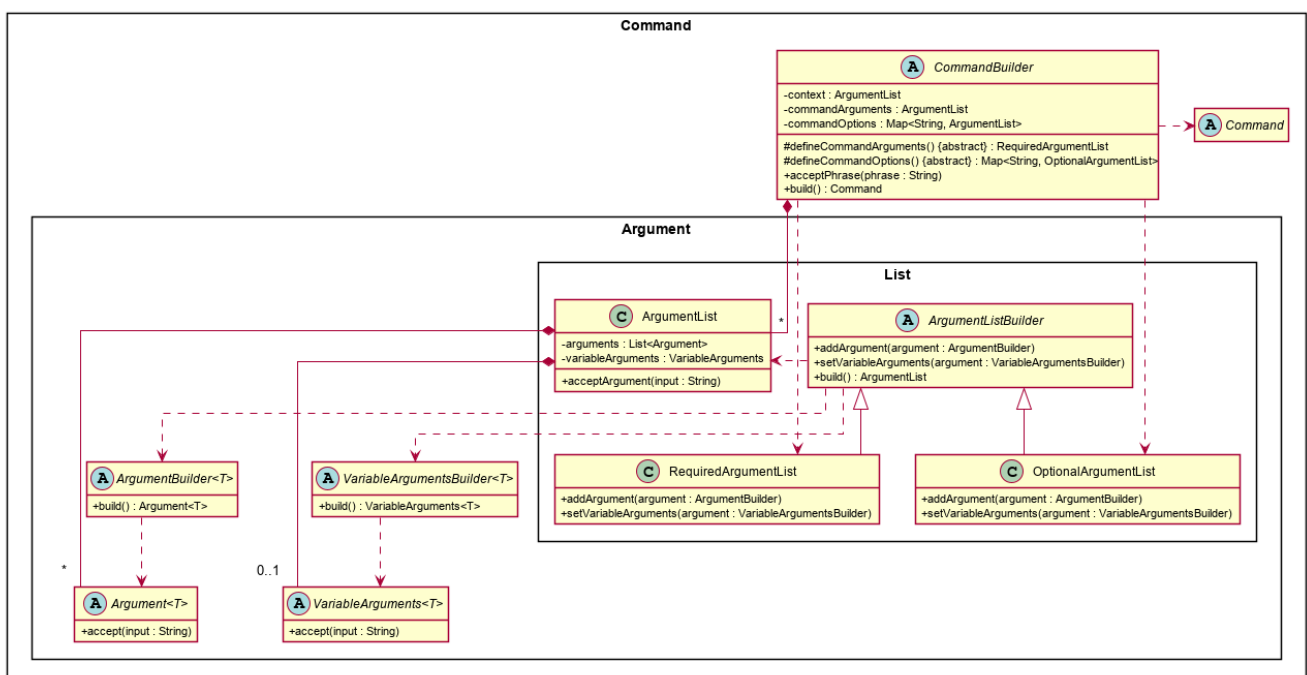 Command
A CommandBuilder
-context : ArgumentList
-commandArguments : ArgumentList
-commandOptions : Map<String, ArgumentList>
#defineCommandArguments() {abstract} : RequiredArgumentList
#defineCommandOptions() {abstract} : Map<String, OptionalArgumentList>
+acceptPhrase(phrase : String)
+build() : Command
A Command
Argument
List
C ArgumentList
-arguments : List<Argument>
-variableArguments : VariableArguments
+acceptArgument(input : String)
*
A ArgumentListBuilder
+addArgument(argument : ArgumentBuilder)
+setVariableArguments(argument : VariableArgumentsBuilder)
+build() : ArgumentList
A ArgumentBuilder<T>
+build() : Argument<T>
A VariableArgumentsBuilder<T>
+build() : VariableArguments<T>
C RequiredArgumentList
+addArgument(argument : ArgumentBuilder)
+setVariableArguments(argument : VariableArgumentsBuilder)
C OptionalArgumentList
+addArgument(argument : ArgumentBuilder)
+setVariableArguments(argument : VariableArgumentsBuilder)
*
0..1
A Argument<T>
+accept(input : String)
A VariableArguments<T>
+accept(input : String)